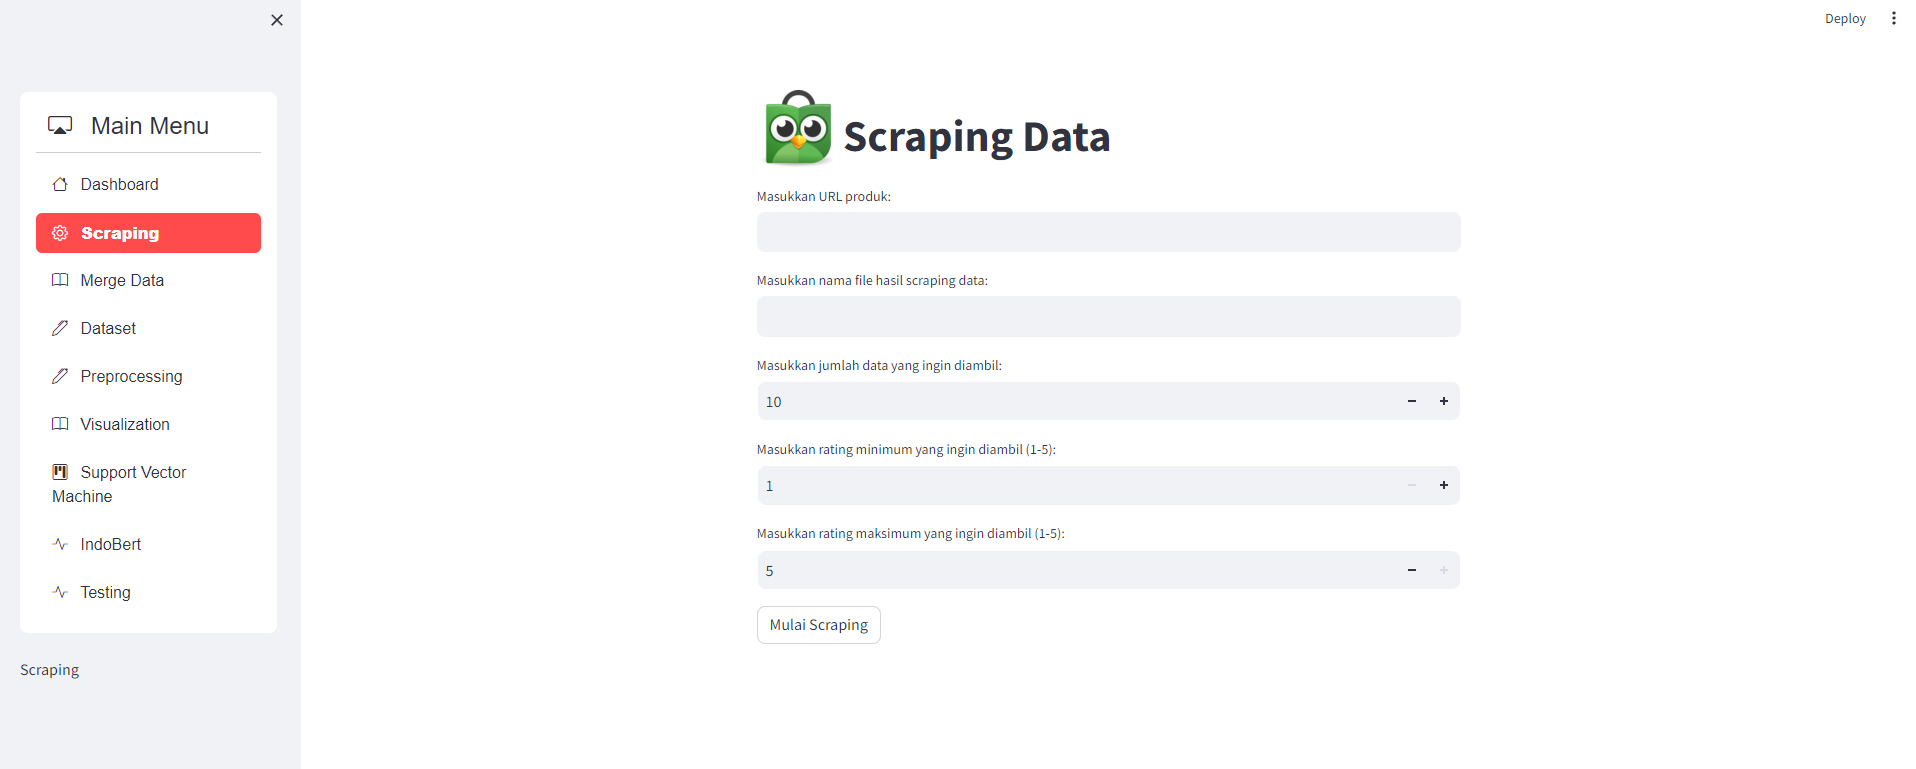 Deploy
Main Menu
Dashboard
Scraping
Merge Data
Dataset
Preprocessing
Visualization
Support Vector
Machine
IndoBert
Testing
Scraping
Scraping Data
Masukkan URL produk:
Masukkan nama file hasil scraping data:
Masukkan jumlah data yang ingin diambil:
10
Masukkan rating minimum yang ingin diambil (1-5):
1
Masukkan rating maksimum yang ingin diambil (1-5):
5
Mulai Scraping